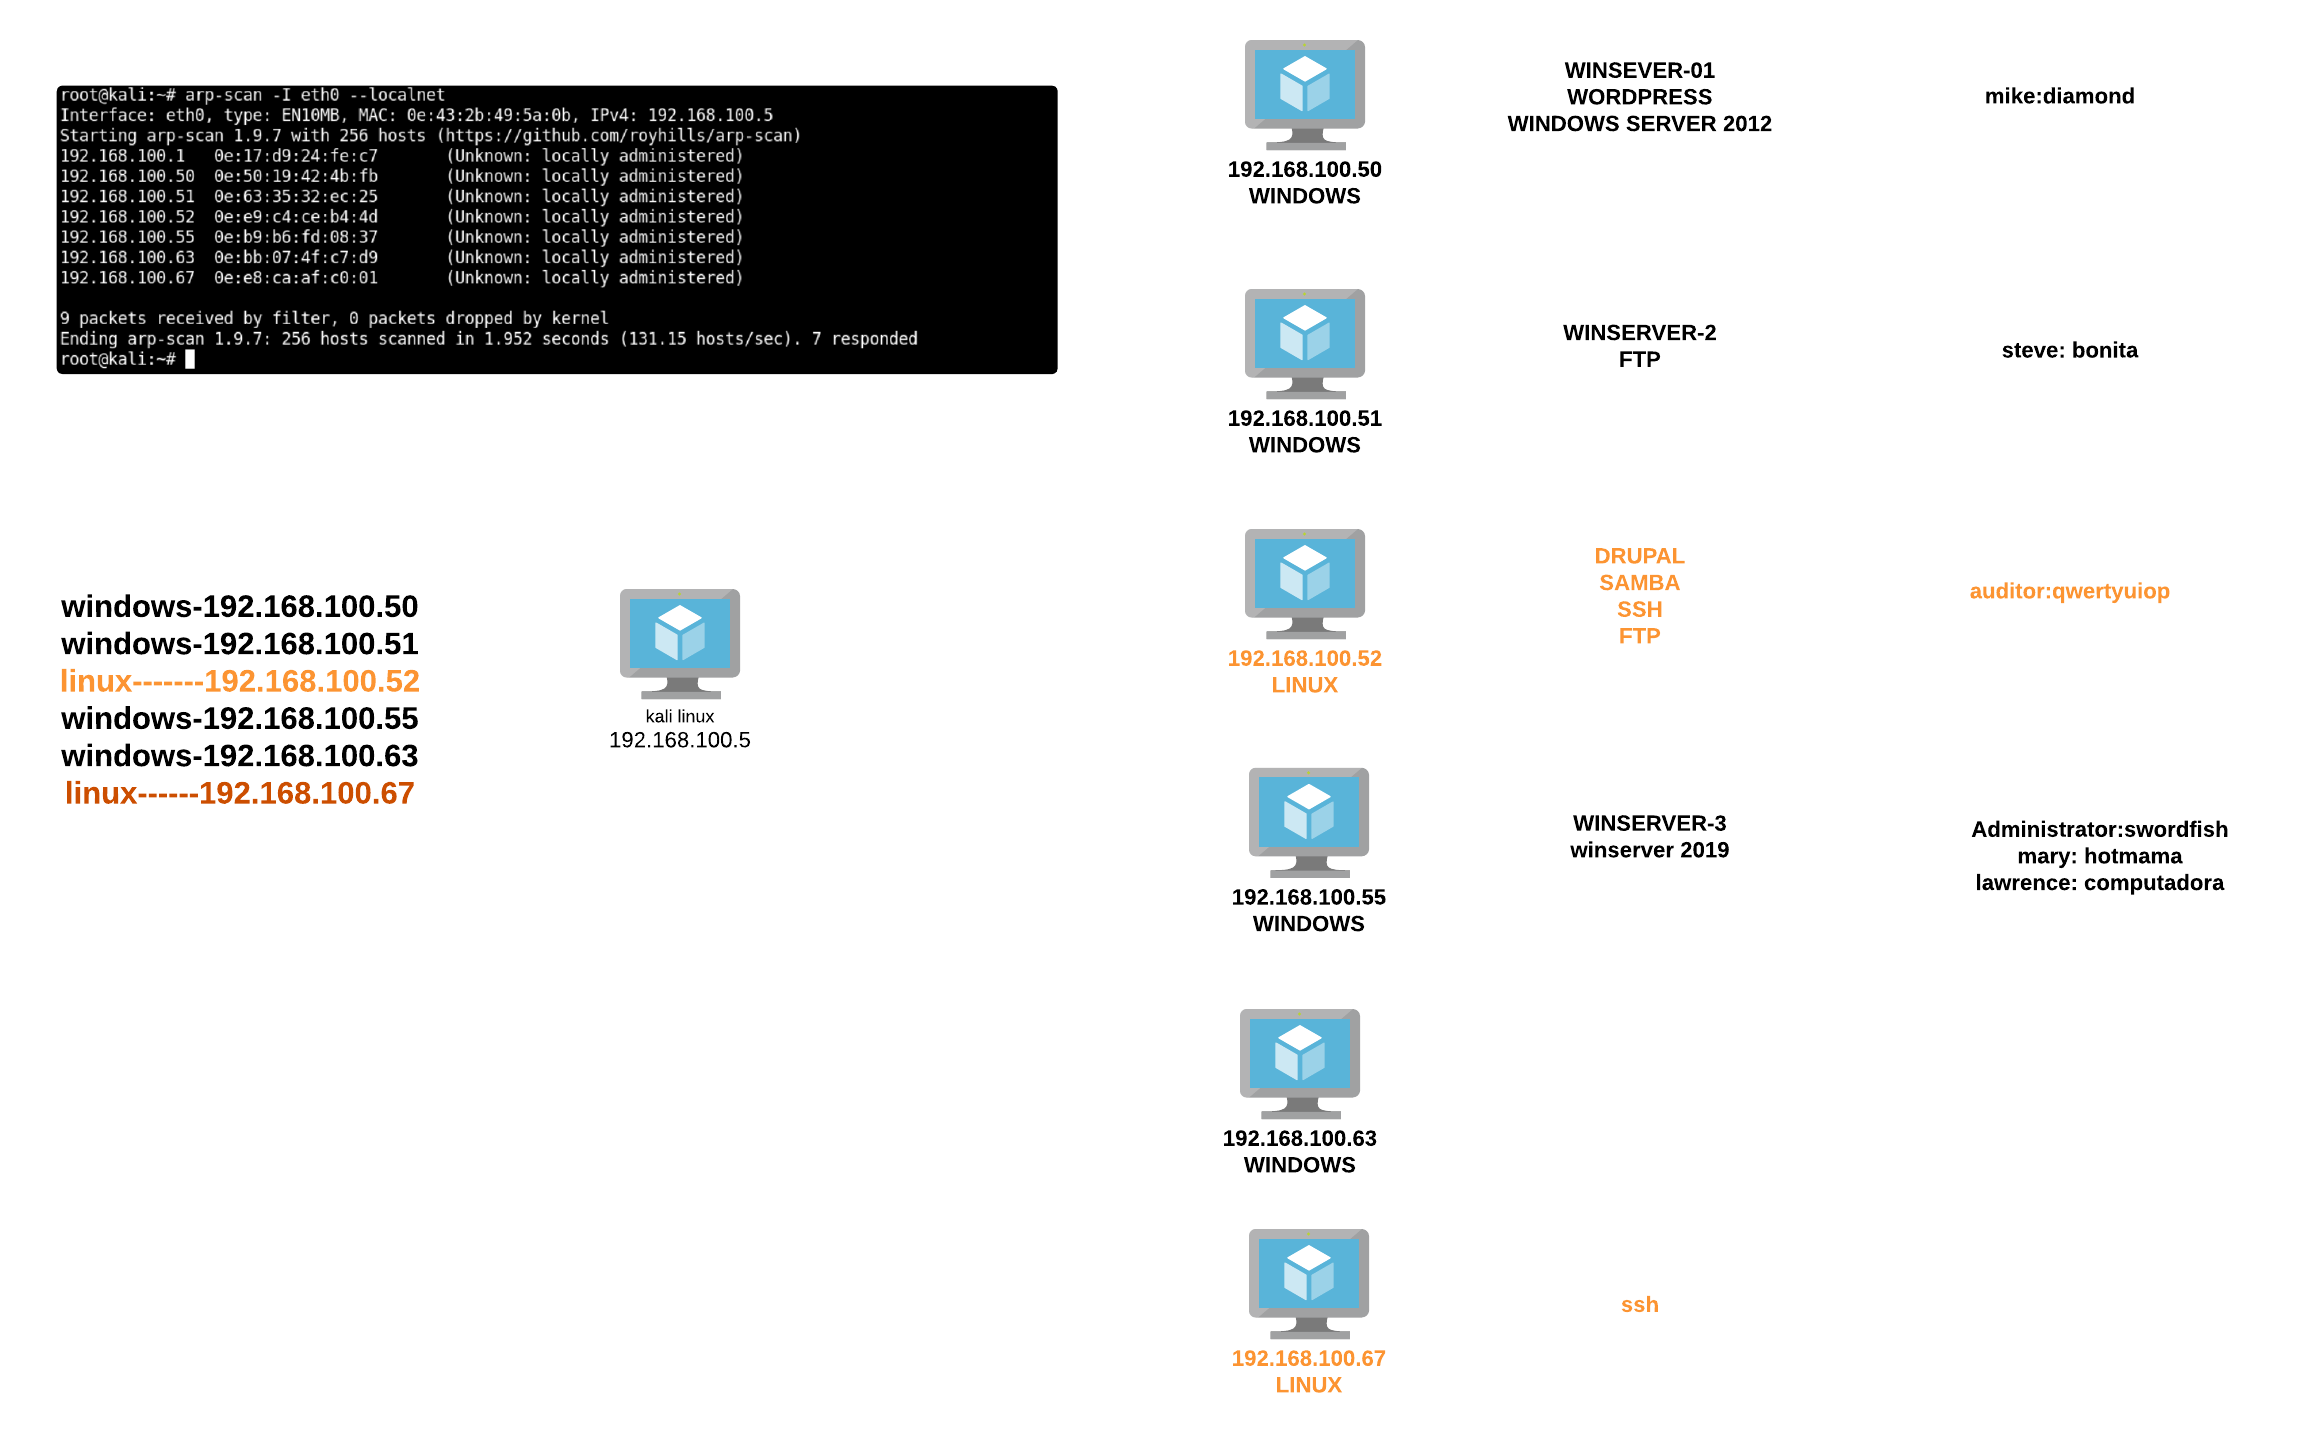 root@kali:~# arp-scan -I eth0 --localnet
Interface: eth0, type: EN10MB, MAC: 0e:43:2b:49:5a:0b, IPv4: 192.168.100.5
Starting arp-scan 1.9.7 with 256 hosts (https://github.com/royhills/arp-scan)
192.168.100.1 0e:17:d9:24:fe:c7 (Unknown: locally administered)
192.168.100.50 0e:50:19:42:4b:fb (Unknown: locally administered)
192.168.100.51 0e:63:35:32:ec:25 (Unknown: locally administered)
192.168.100.52 0e:e9:c4:ce:b4:4d (Unknown: locally administered)
192.168.100.55 0e:b9:b6:fd:08:37 (Unknown: locally administered)
192.168.100.63 0e:bb:07:4f:c7:d9 (Unknown: locally administered)
192.168.100.67 0e:e8:ca:af:c0:01 (Unknown: locally administered)
9 packets received by filter, 0 packets dropped by kernel
Ending arp-scan 1.9.7: 256 hosts scanned in 1.952 seconds (131.15 hosts/sec). 7 responded
root@kali:~#
windows-192.168.100.50
windows-192.168.100.51
linux-------192.168.100.52
windows-192.168.100.55
windows-192.168.100.63
linux------192.168.100.67
kali linux
192.168.100.5
192.168.100.50
WINDOWS
WINSEVER-01
WORDPRESS
WINDOWS SERVER 2012
mike:diamond
192.168.100.51
WINDOWS
WINSERVER-2
FTP
steve: bonita
192.168.100.52
LINUX
DRUPAL
SAMBA
SSH
FTP
auditor:qwertyuiop
192.168.100.55
WINDOWS
WINSERVER-3
winserver 2019
Administrator:swordfish
mary: hotmama
lawrence: computadora
192.168.100.63
WINDOWS
192.168.100.67
LINUX
ssh